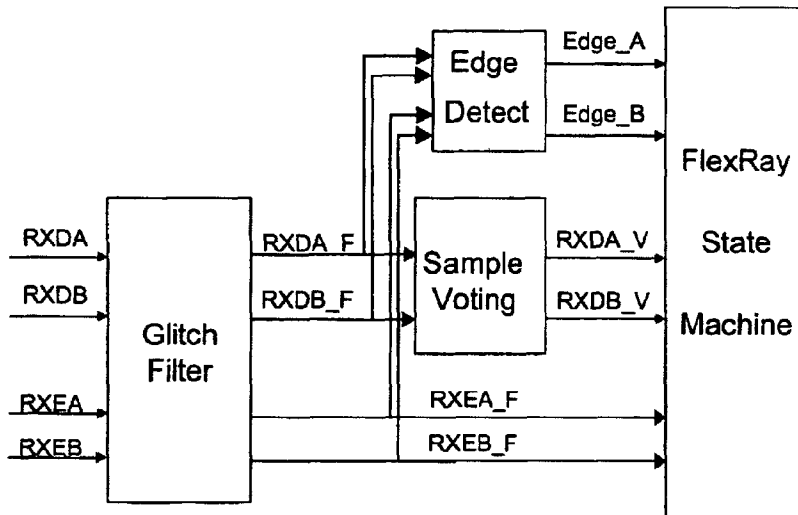 Edge
Detect
Edge_A
Edge_B
FlexRay
State
Machine
RXDA
RXDB
RXEA
RXEB
Glitch
Filter
RXDA_F
RXDB_F
Sample
Voting
RXDA_V
RXDB_V
RXEA_F
RXEB_F